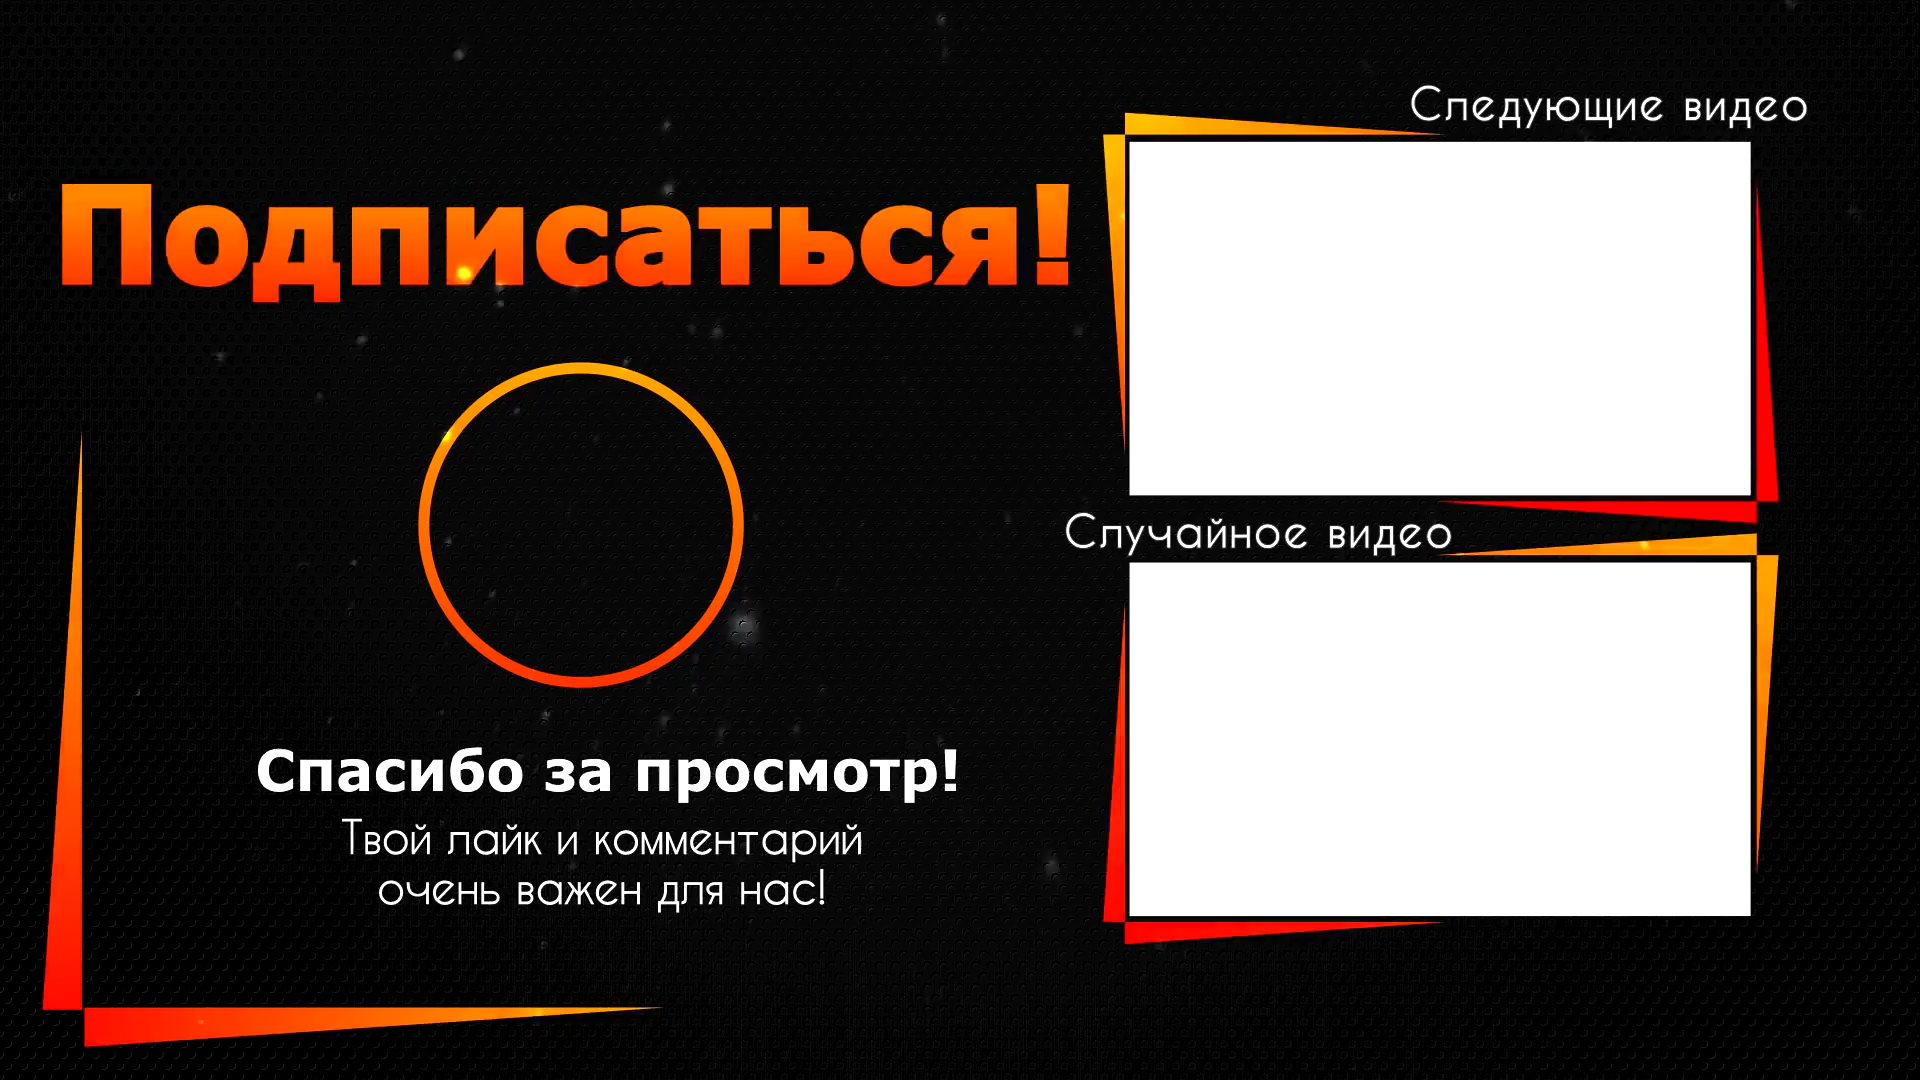 Подписаться!
Спасибо за просмотр!
Твой лайк и комментарий
очень важен для нас!
Следующие видео
Случайное видео